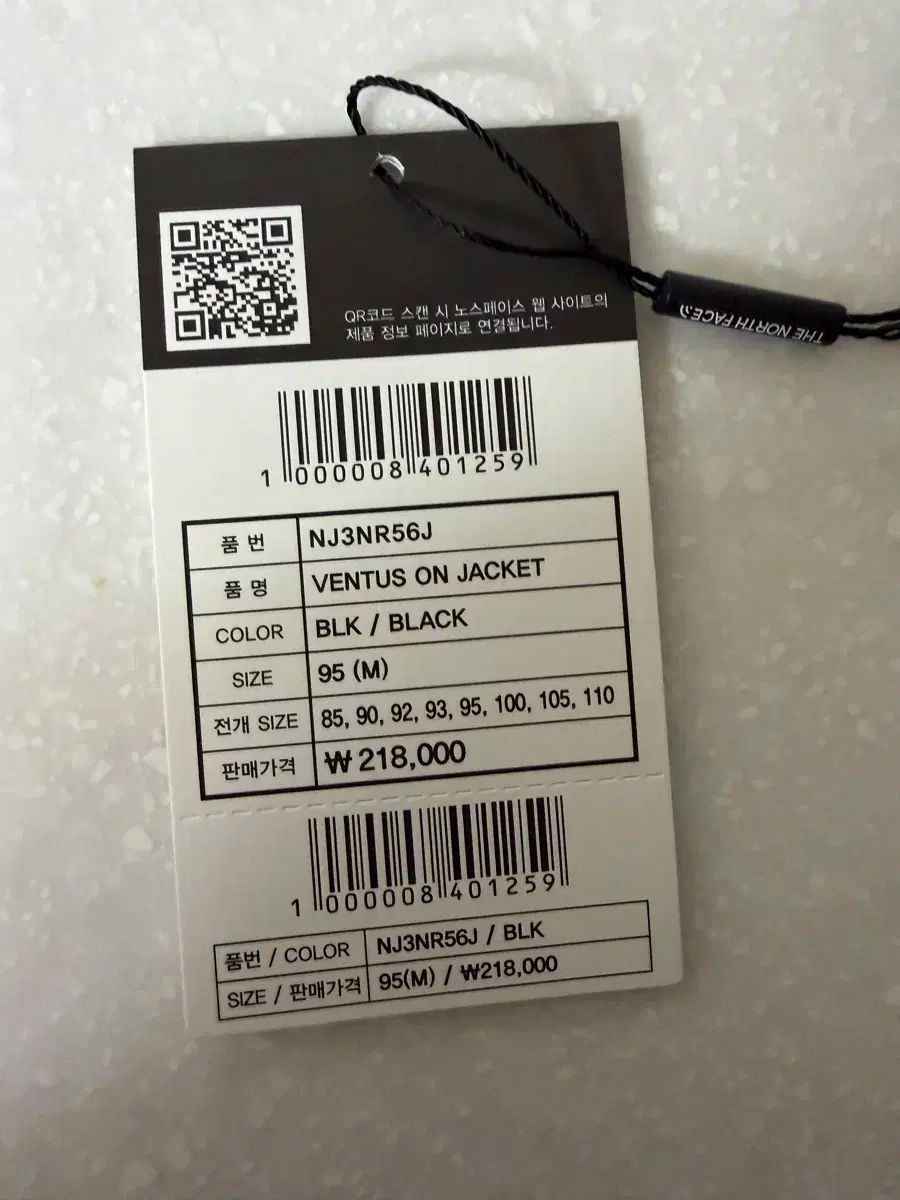 QR코드 스캔 시 노스페이스 웹 사이트의
제품 정보 페이지로 연결됩니다.
THE NORTH FACE
1 000008 401259
품 번 NJ3NR56J
품 명 VENTUS ON JACKET
COLOR BLK / BLACK
SIZE 95 (M)
전개 SIZE 85, 90, 92, 93, 95, 100, 105, 110
판매가격 ₩218,000
1 000008 401259
품번 / COLOR NJ3NR56J / BLK
SIZE / 판매가격 95(M) / ₩218,000